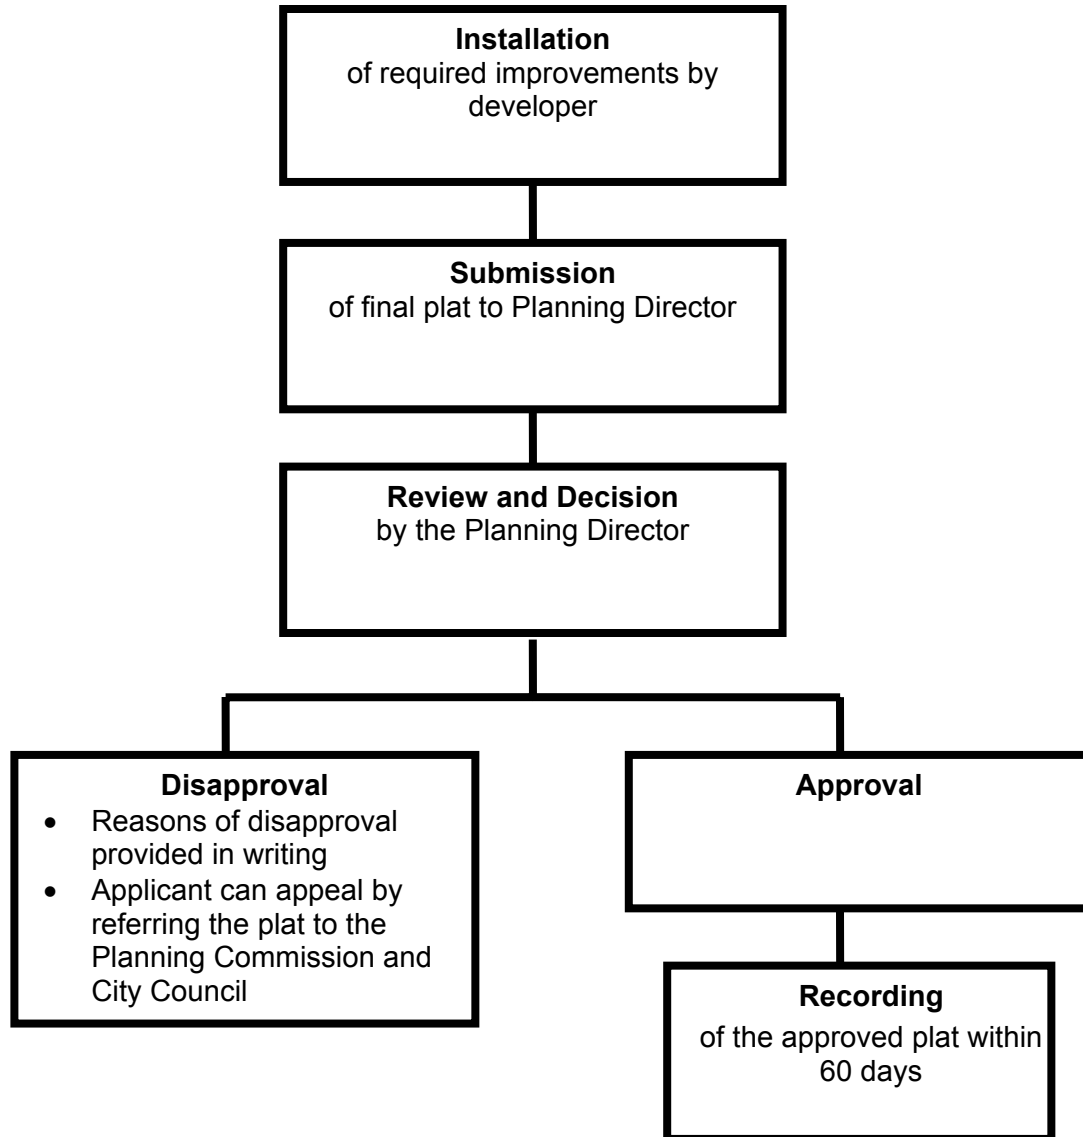 Installation
of required improvements by
developer
Submission
of final plat to Planning Director
Review and Decision
by the Planning Director
Disapproval
• Reasons of disapproval
provided in writing
• Applicant can appeal by
referring the plat to the
Planning Commission and
City Council
Approval
Recording
of the approved plat within
60 days